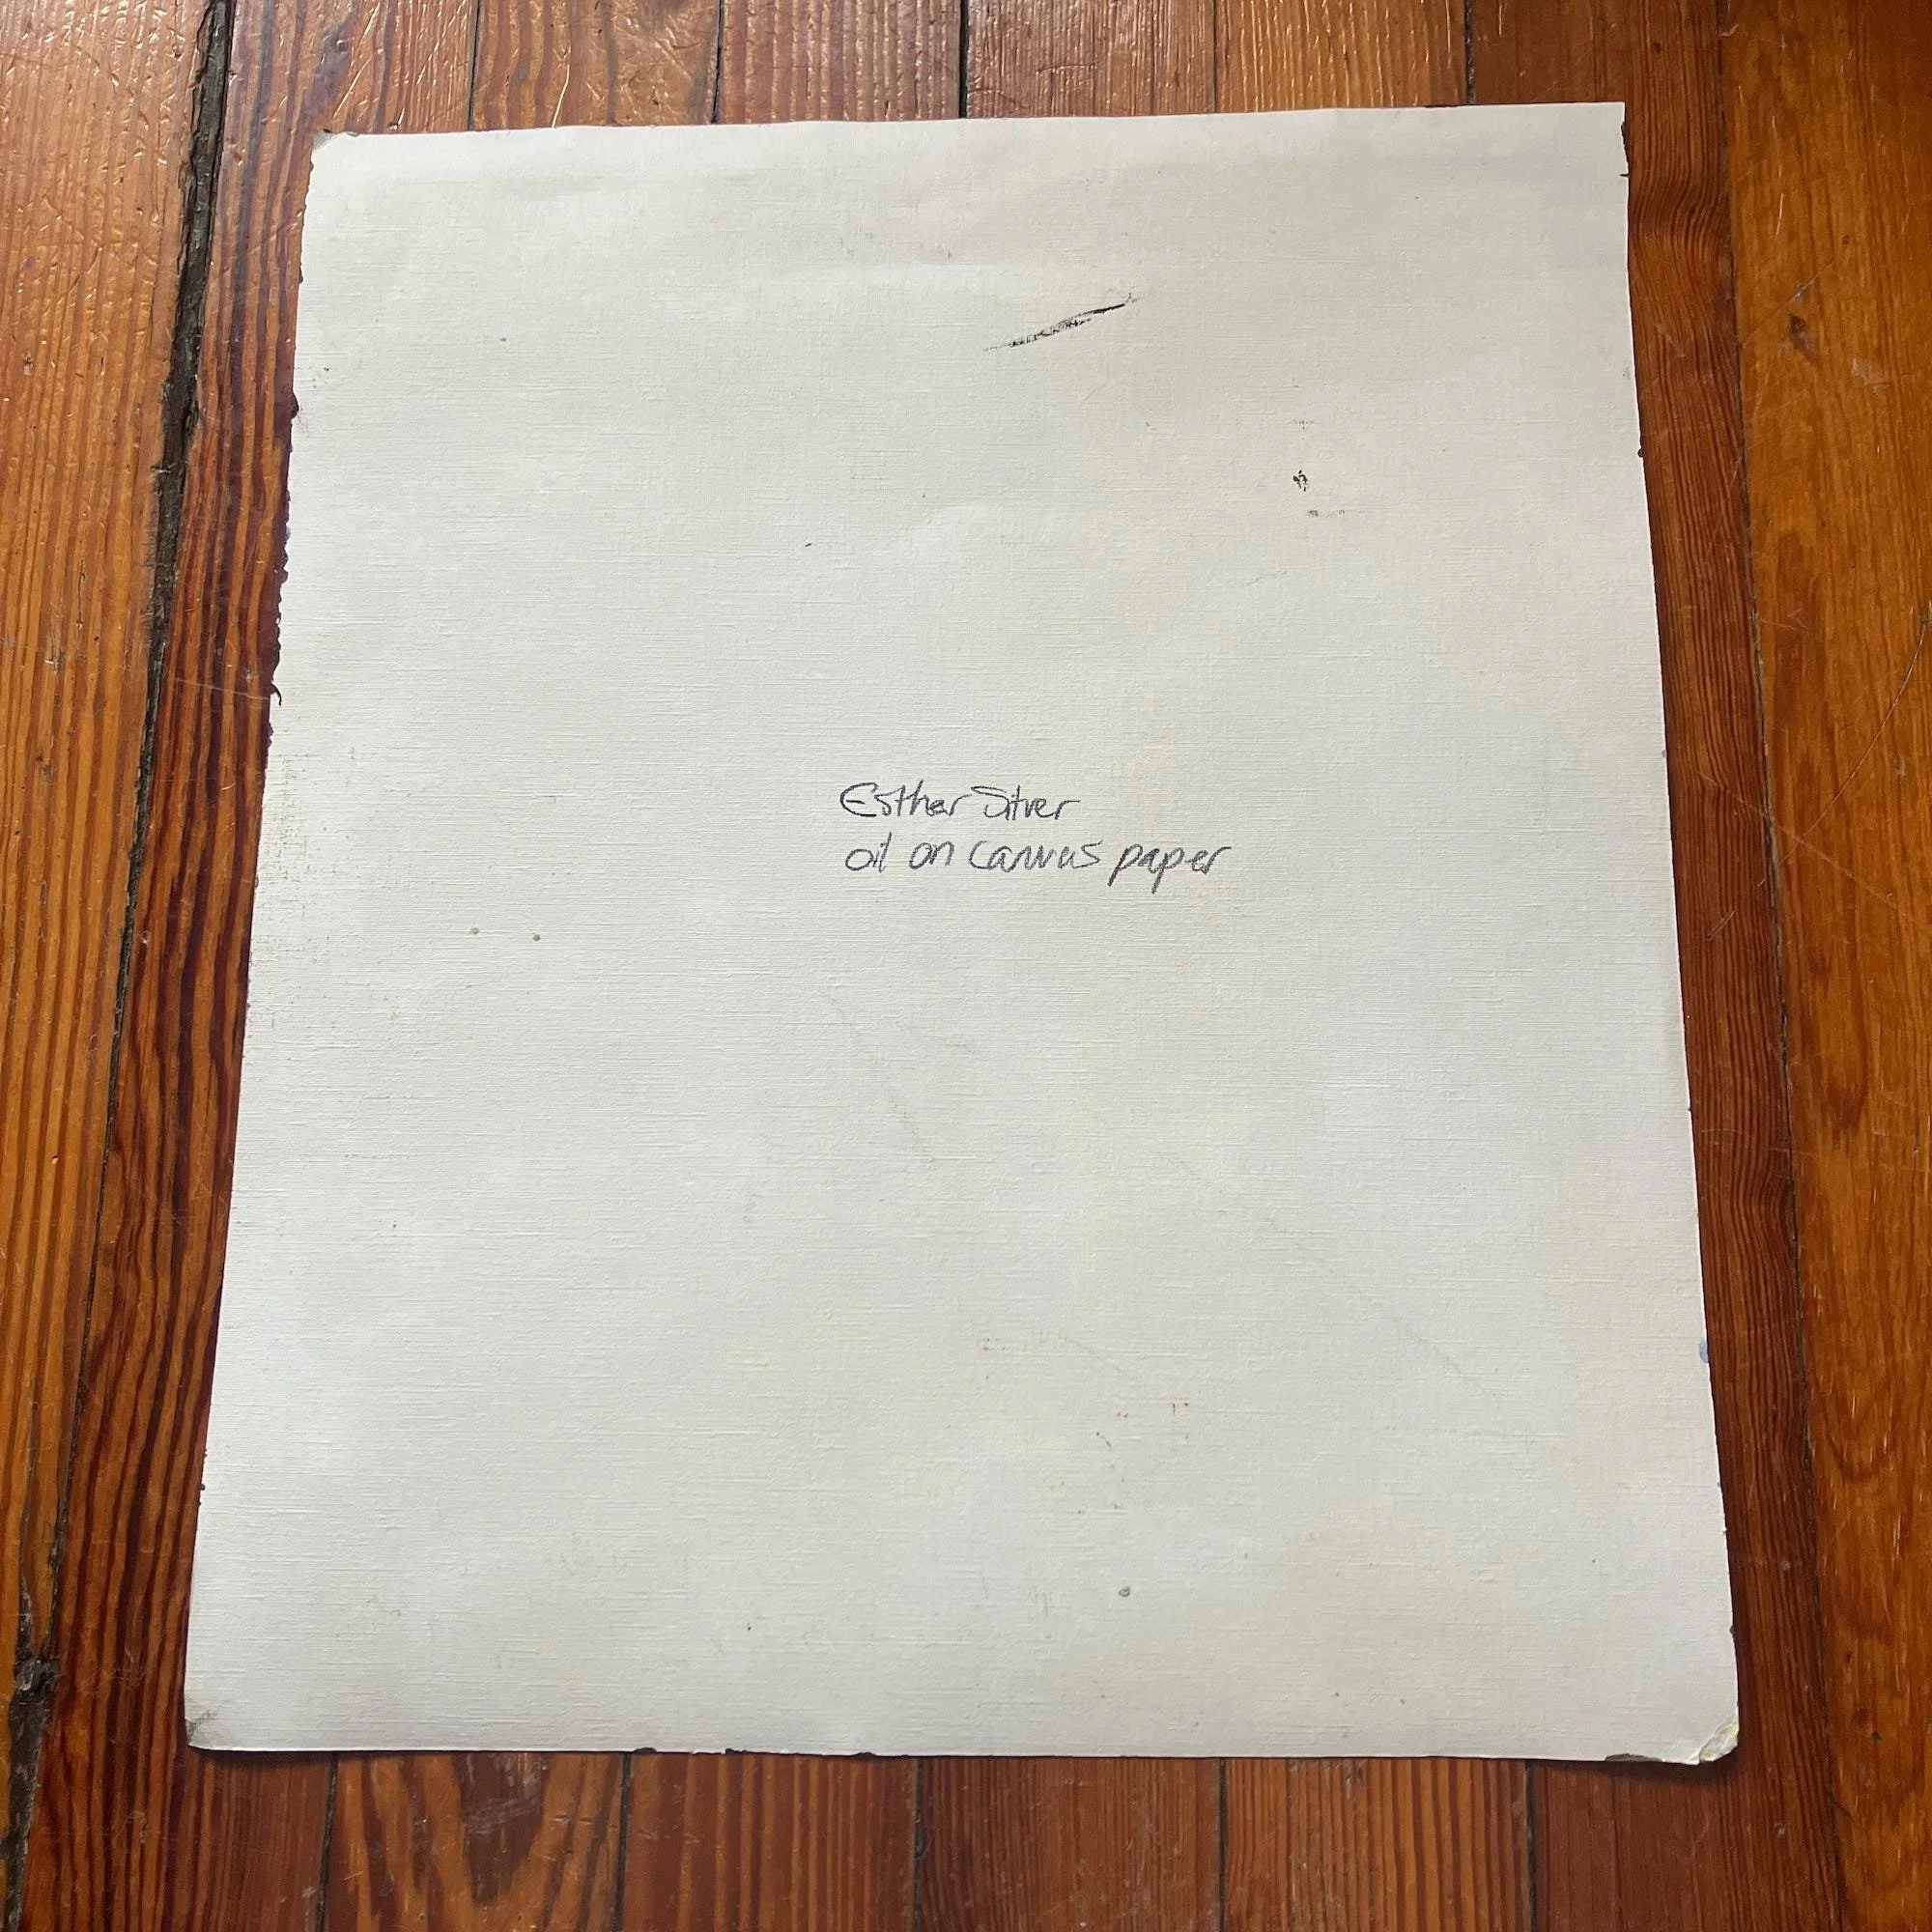 Esther Silver
oil on canvas paper